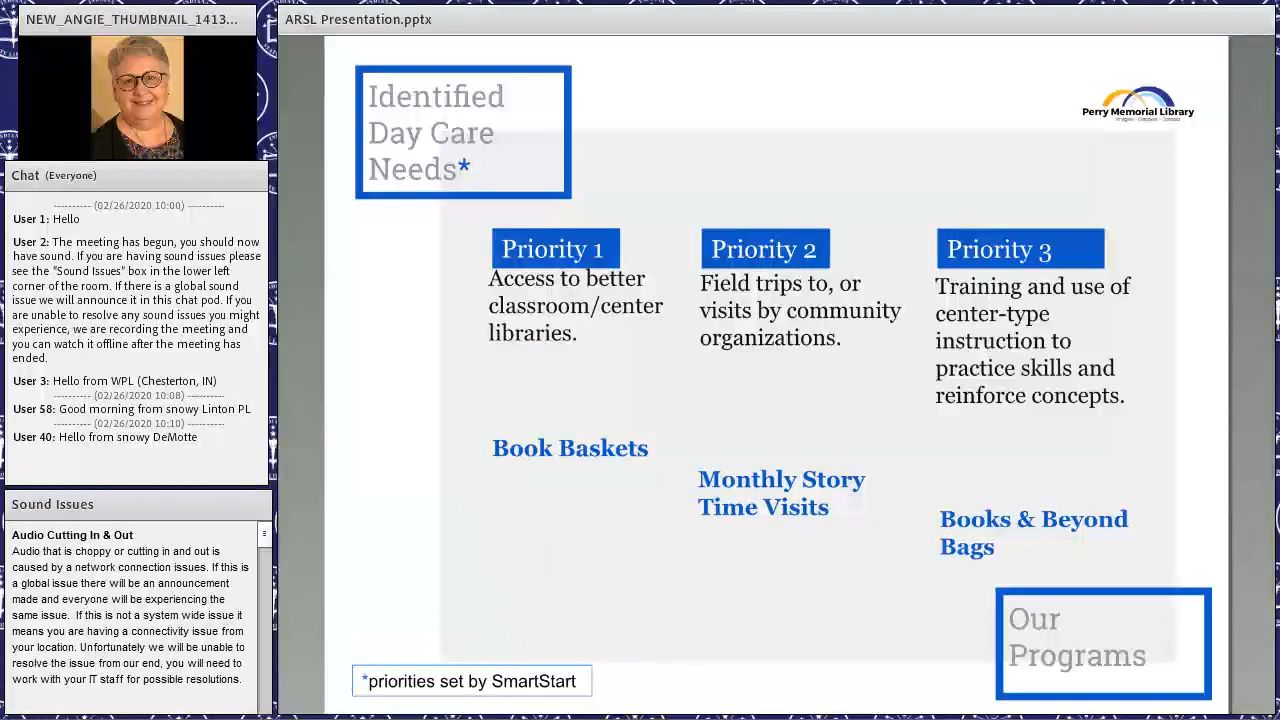 NEW_ANGIE_THUMBNAIL_1413...
ARSL Presentation.pptx
Chat (Everyone)
---------- (02/26/2020 10:00) ----------
User 1: Hello
User 2: The meeting has begun, you should now
have sound. If you are having sound issues please
see the "Sound Issues" box in the lower left
corner of the room. If there is a global sound
issue we will announce it in this chat pod. If you
are unable to resolve any sound issues you might
experience, we are recording the meeting and
you can watch it offline after the meeting has
ended.
User 3: Hello from WPL (Chesterton, IN)
---------- (02/26/2020 10:08) ----------
User 58: Good morning from snowy Linton PL
---------- (02/26/2020 10:10) ----------
User 40: Hello from snowy DeMotte
Sound Issues
Audio Cutting In & Out
Audio that is choppy or cutting in and out is
caused by a network connection issues. If this is
a global issue there will be an announcement
made and everyone will be experiencing the
same issue. If this is not a system wide issue it
means you are having a connectivity issue from
your location. Unfortunately we will be unable to
resolve the issue from our end, you will need to
work with your IT staff for possible resolutions.
Identified
Day Care
Needs*
Perry Memorial Library
Priority 1
Access to better
classroom/center
libraries.
Book Baskets
Priority 2
Field trips to, or
visits by community
organizations.
Monthly Story
Time Visits
Priority 3
Training and use of
center-type
instruction to
practice skills and
reinforce concepts.
Books & Beyond
Bags
Our
Programs
*priorities set by SmartStart